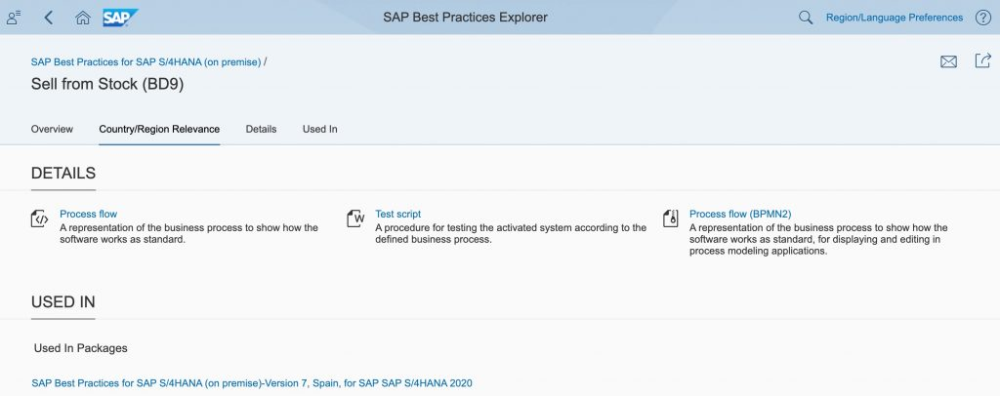 SAP
SAP Best Practices Explorer
Region/Language Preferences
?
SAP Best Practices for SAP S/4HANA (on premise) /
Sell from Stock (BD9)
Overview Country/Region Relevance Details Used In
DETAILS
Process flow
A representation of the business process to show how the
software works as standard.
W
Test script
A procedure for testing the activated system according to the
defined business process.
Process flow (BPMN2)
A representation of the business process to show how the
software works as standard, for displaying and editing in
process modeling applications.
USED IN
Used In Packages
SAP Best Practices for SAP S/4HANA (on premise)-Version 7, Spain, for SAP SAP S/4HANA 2020